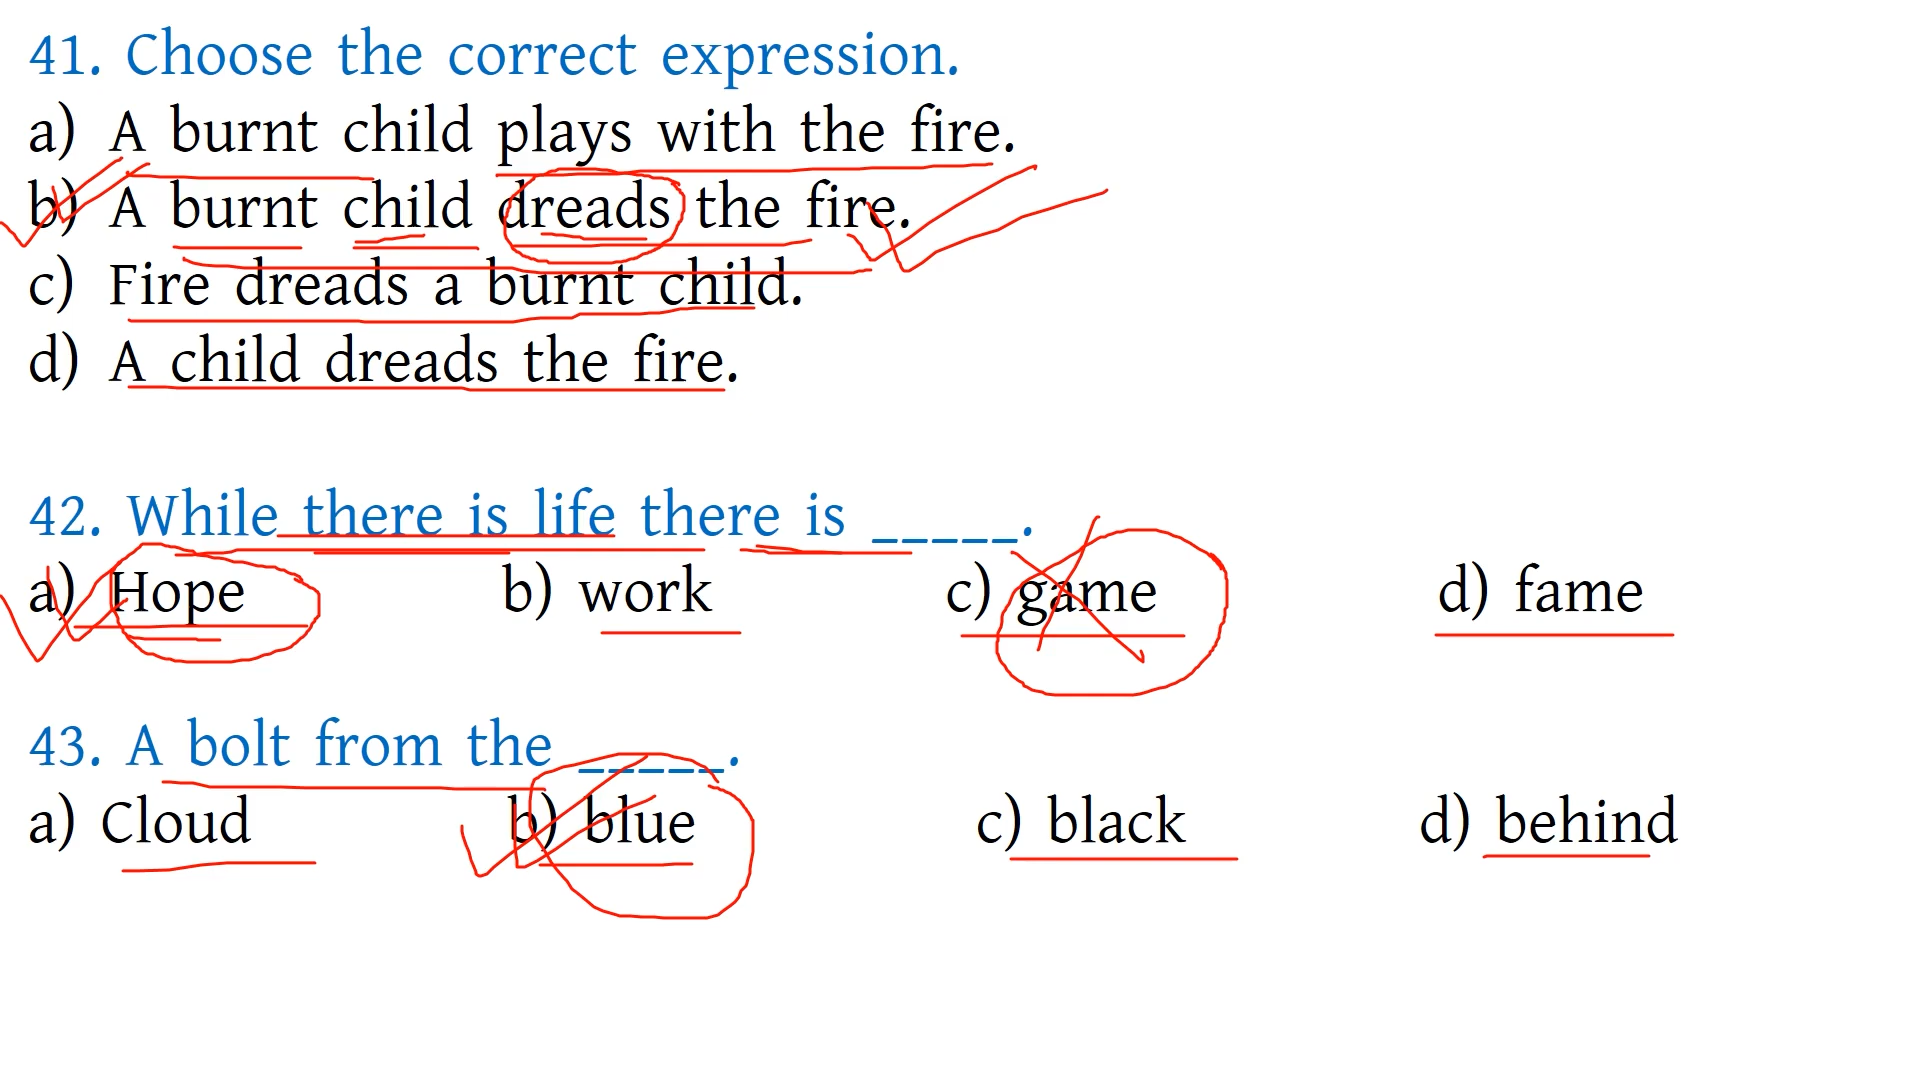 41. Choose the correct expression.
a) A burnt child plays with the fire.
b) A burnt child dreads the fire.
c) Fire dreads a burnt child.
d) A child dreads the fire.
42. While there is life there is _____.
a) Hope b) work c) game d) fame
43. A bolt from the _____.
a) Cloud b) blue c) black d) behind